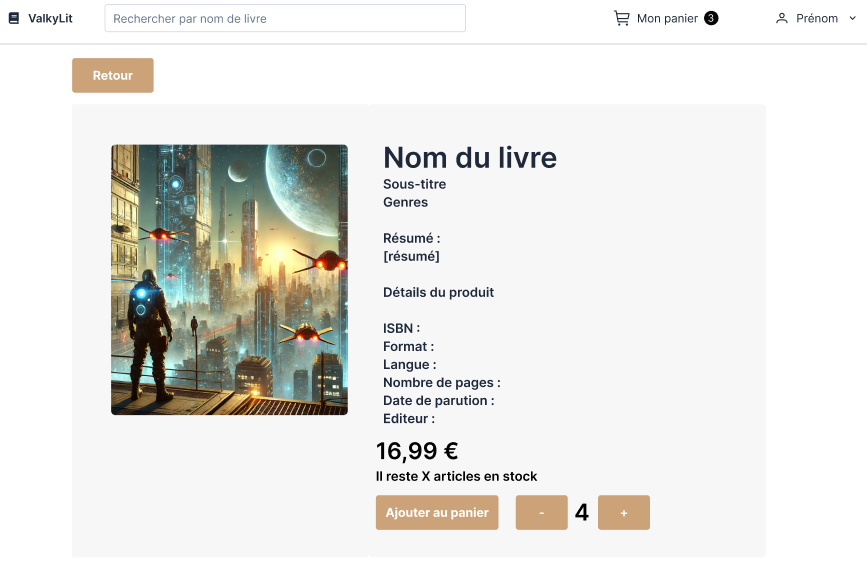 ValkyLit
Rechercher par nom de livre
Mon panier 3
Prénom
Retour
Nom du livre
Sous-titre
Genres
Résumé :
[résumé]
Détails du produit
ISBN :
Format :
Langue :
Nombre de pages :
Date de parution :
Editeur :
16,99 €
Il reste X articles en stock
Ajouter au panier
- 4 +